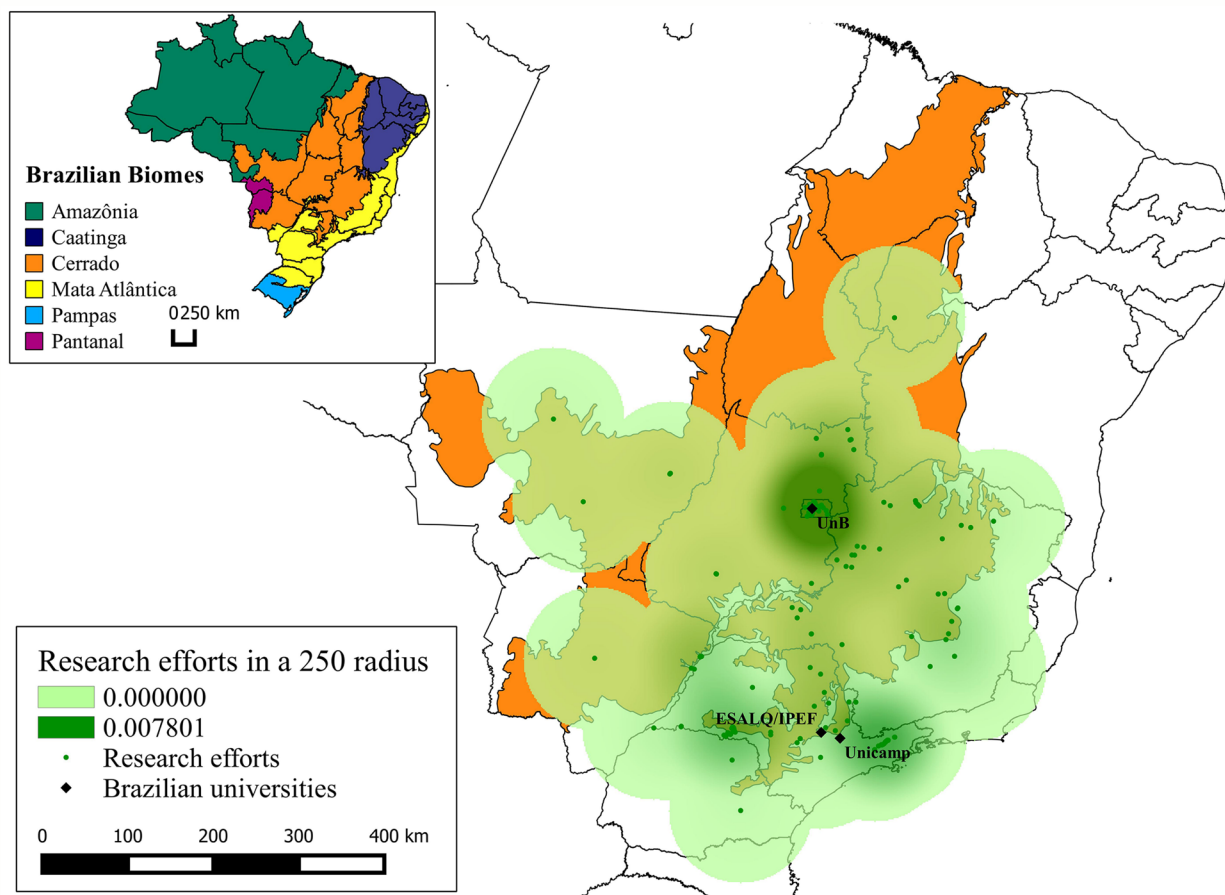 Brazilian Biomes
Amazônia
Caatinga
Cerrado
Mata Atlântica
Pampas
Pantanal
0250 km
UnB
ESALQ/IPEF
Unicamp
Research efforts in a 250 radius
0.000000
0.007801
Research efforts
Brazilian universities
0 100 200 300 400 km